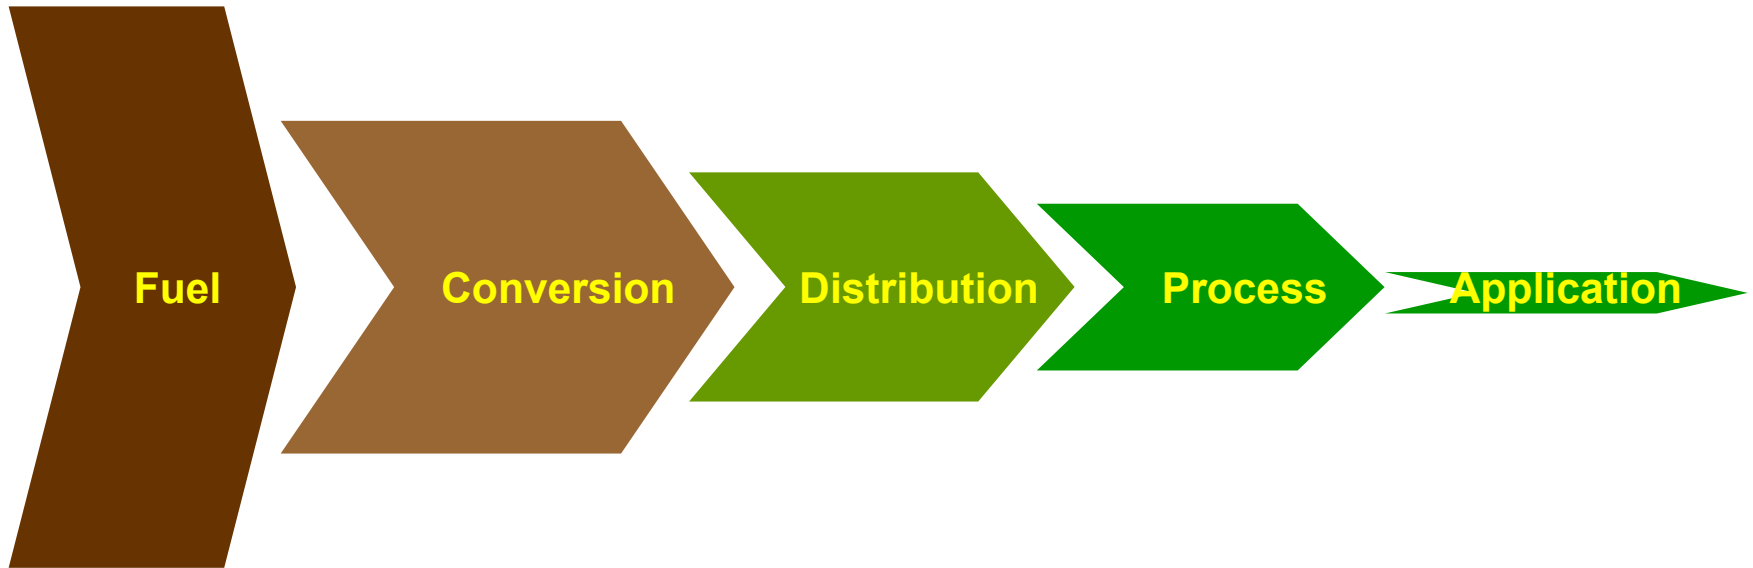 Fuel
Conversion
Distribution
Process
Application